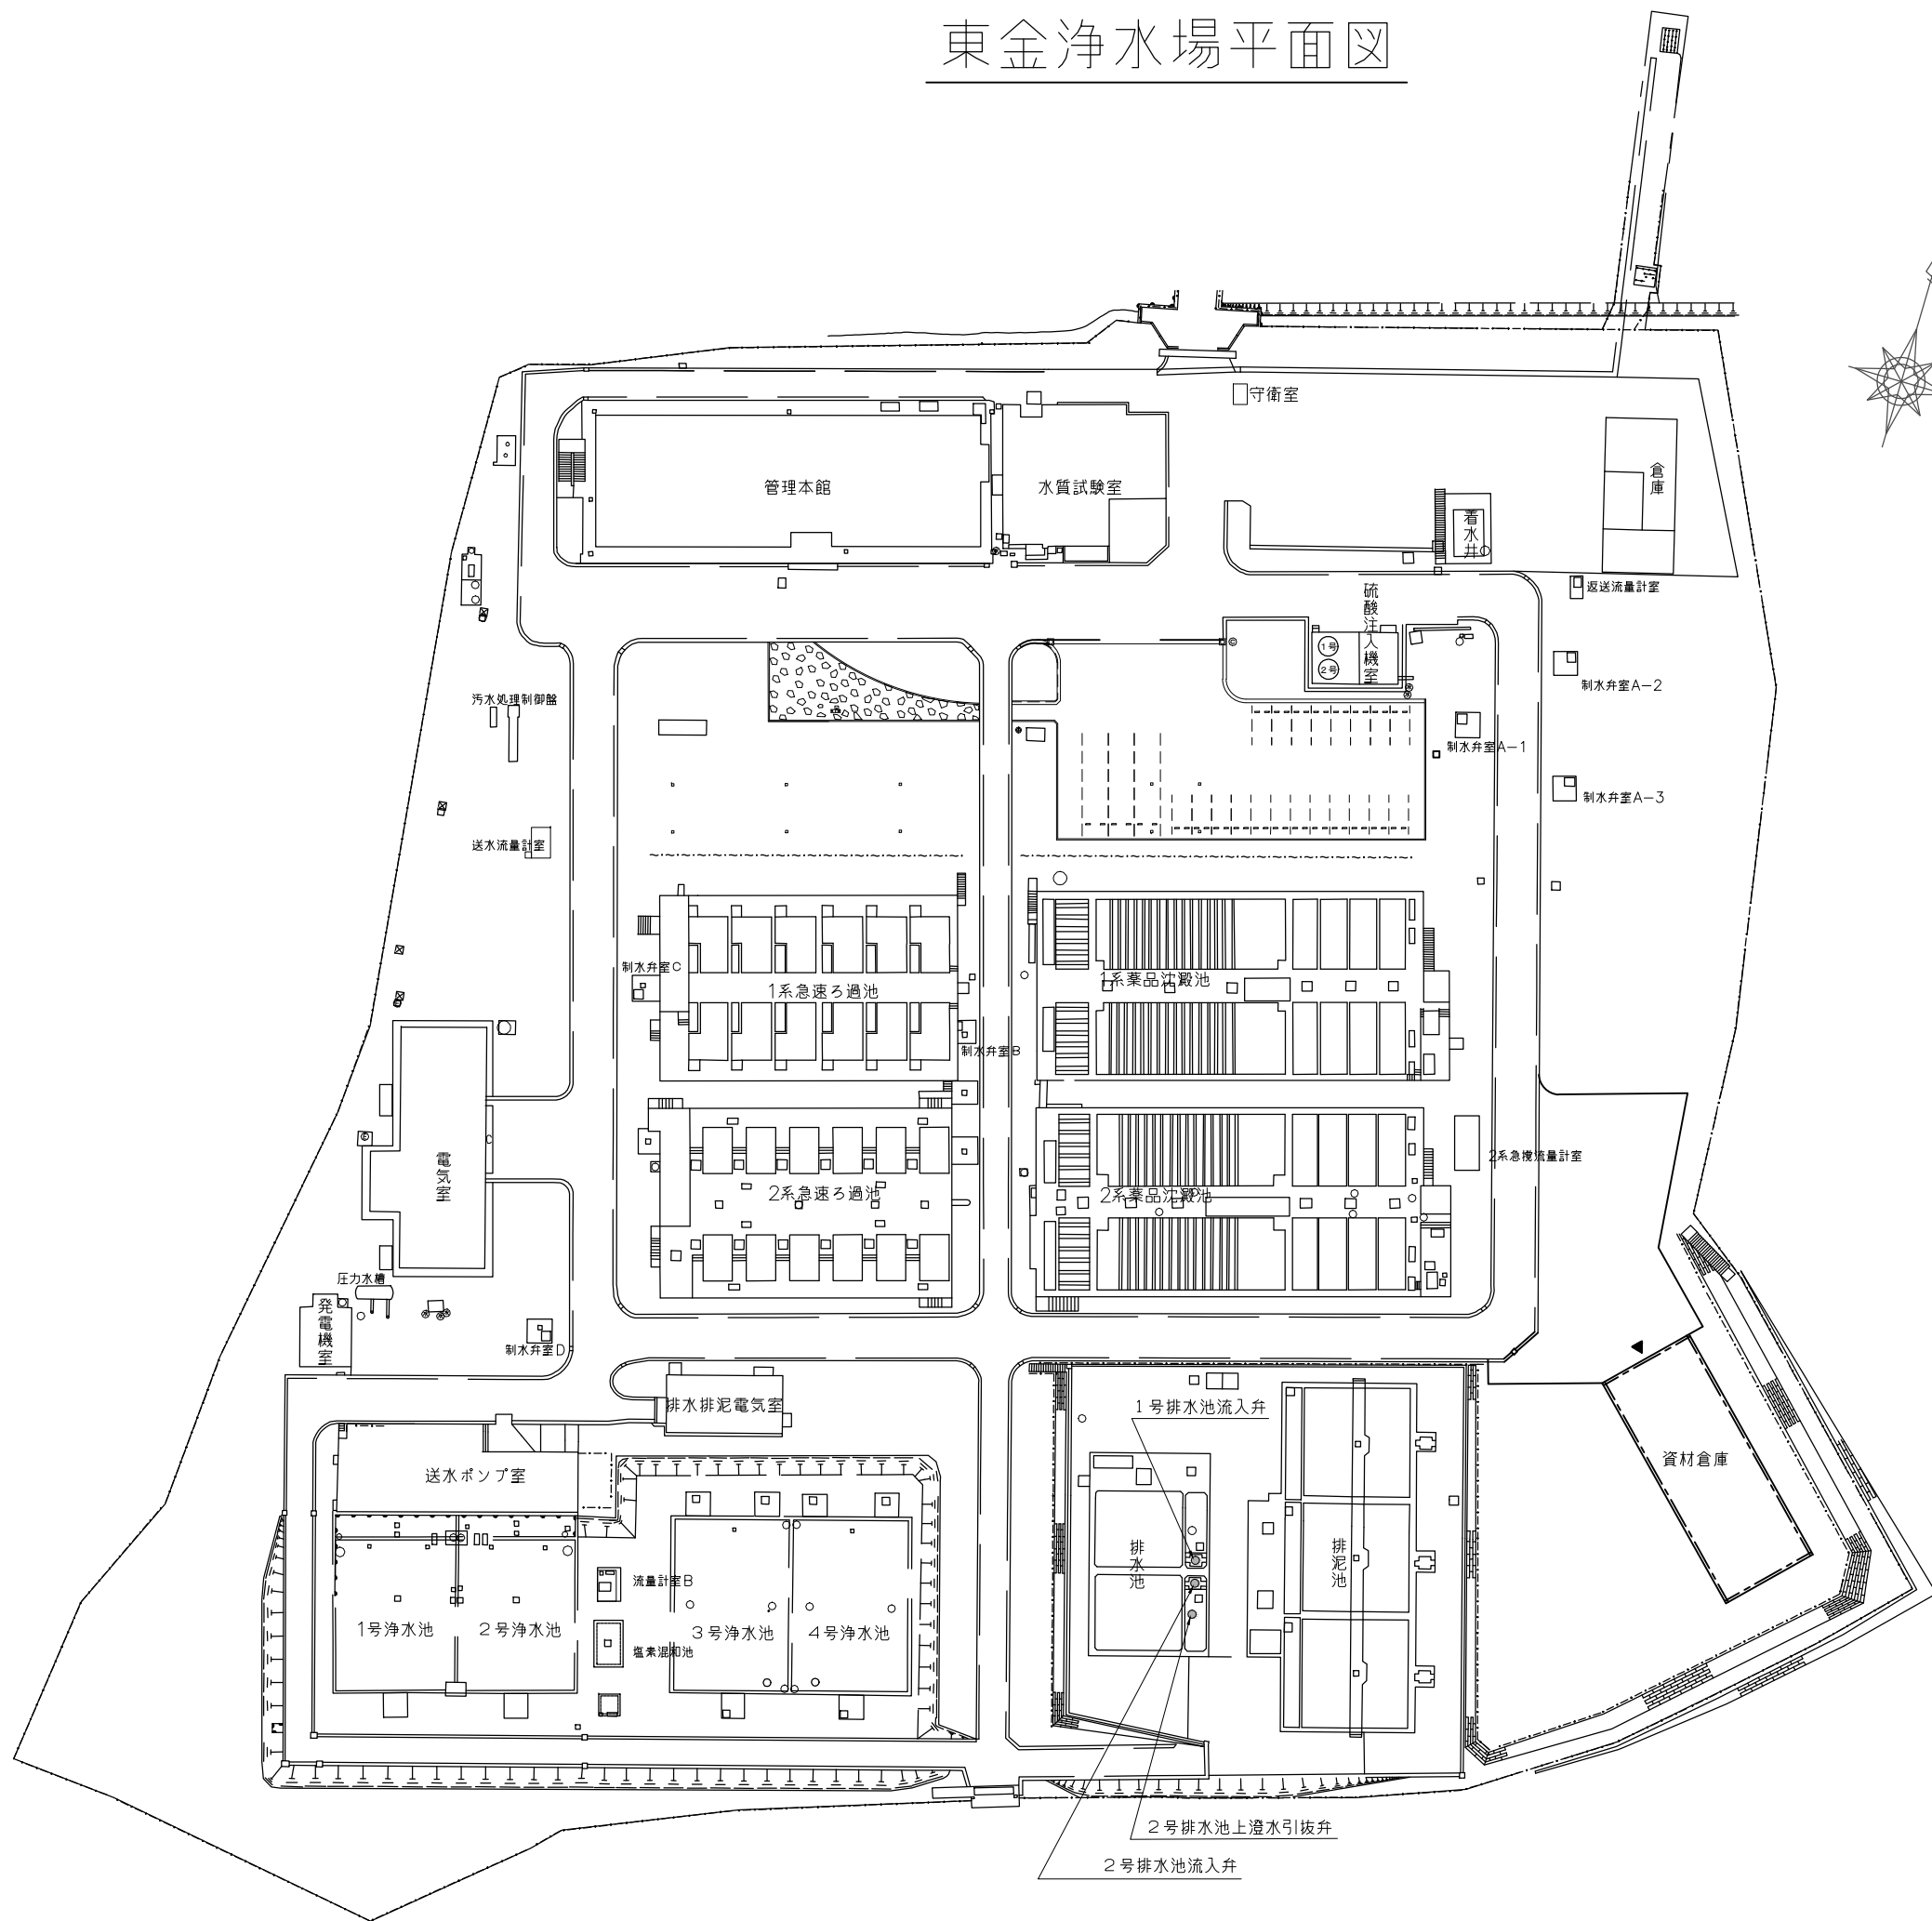 東金浄水場平面図
守衛室
管理本館
水質試験室
倉庫
着水井
返送流量計室
硫酸注入機室
1号
2号
制水弁室A-2
汚水処理制御盤
制水弁室A-1
制水弁室A-3
送水流量計室
制水弁室C
1系急速ろ過池
1系薬品沈澱池
制水弁室B
電気室
2系急速ろ過池
2系薬品沈澱池
2系急攪流量計室
圧力水槽
発電機室
制水弁室D
排水排泥電気室
1号排水池流入弁
送水ポンプ室
資材倉庫
排水池
排泥池
流量計室B
1号浄水池
2号浄水池
塩素混和池
3号浄水池
4号浄水池
2号排水池上澄水引抜弁
2号排水池流入弁